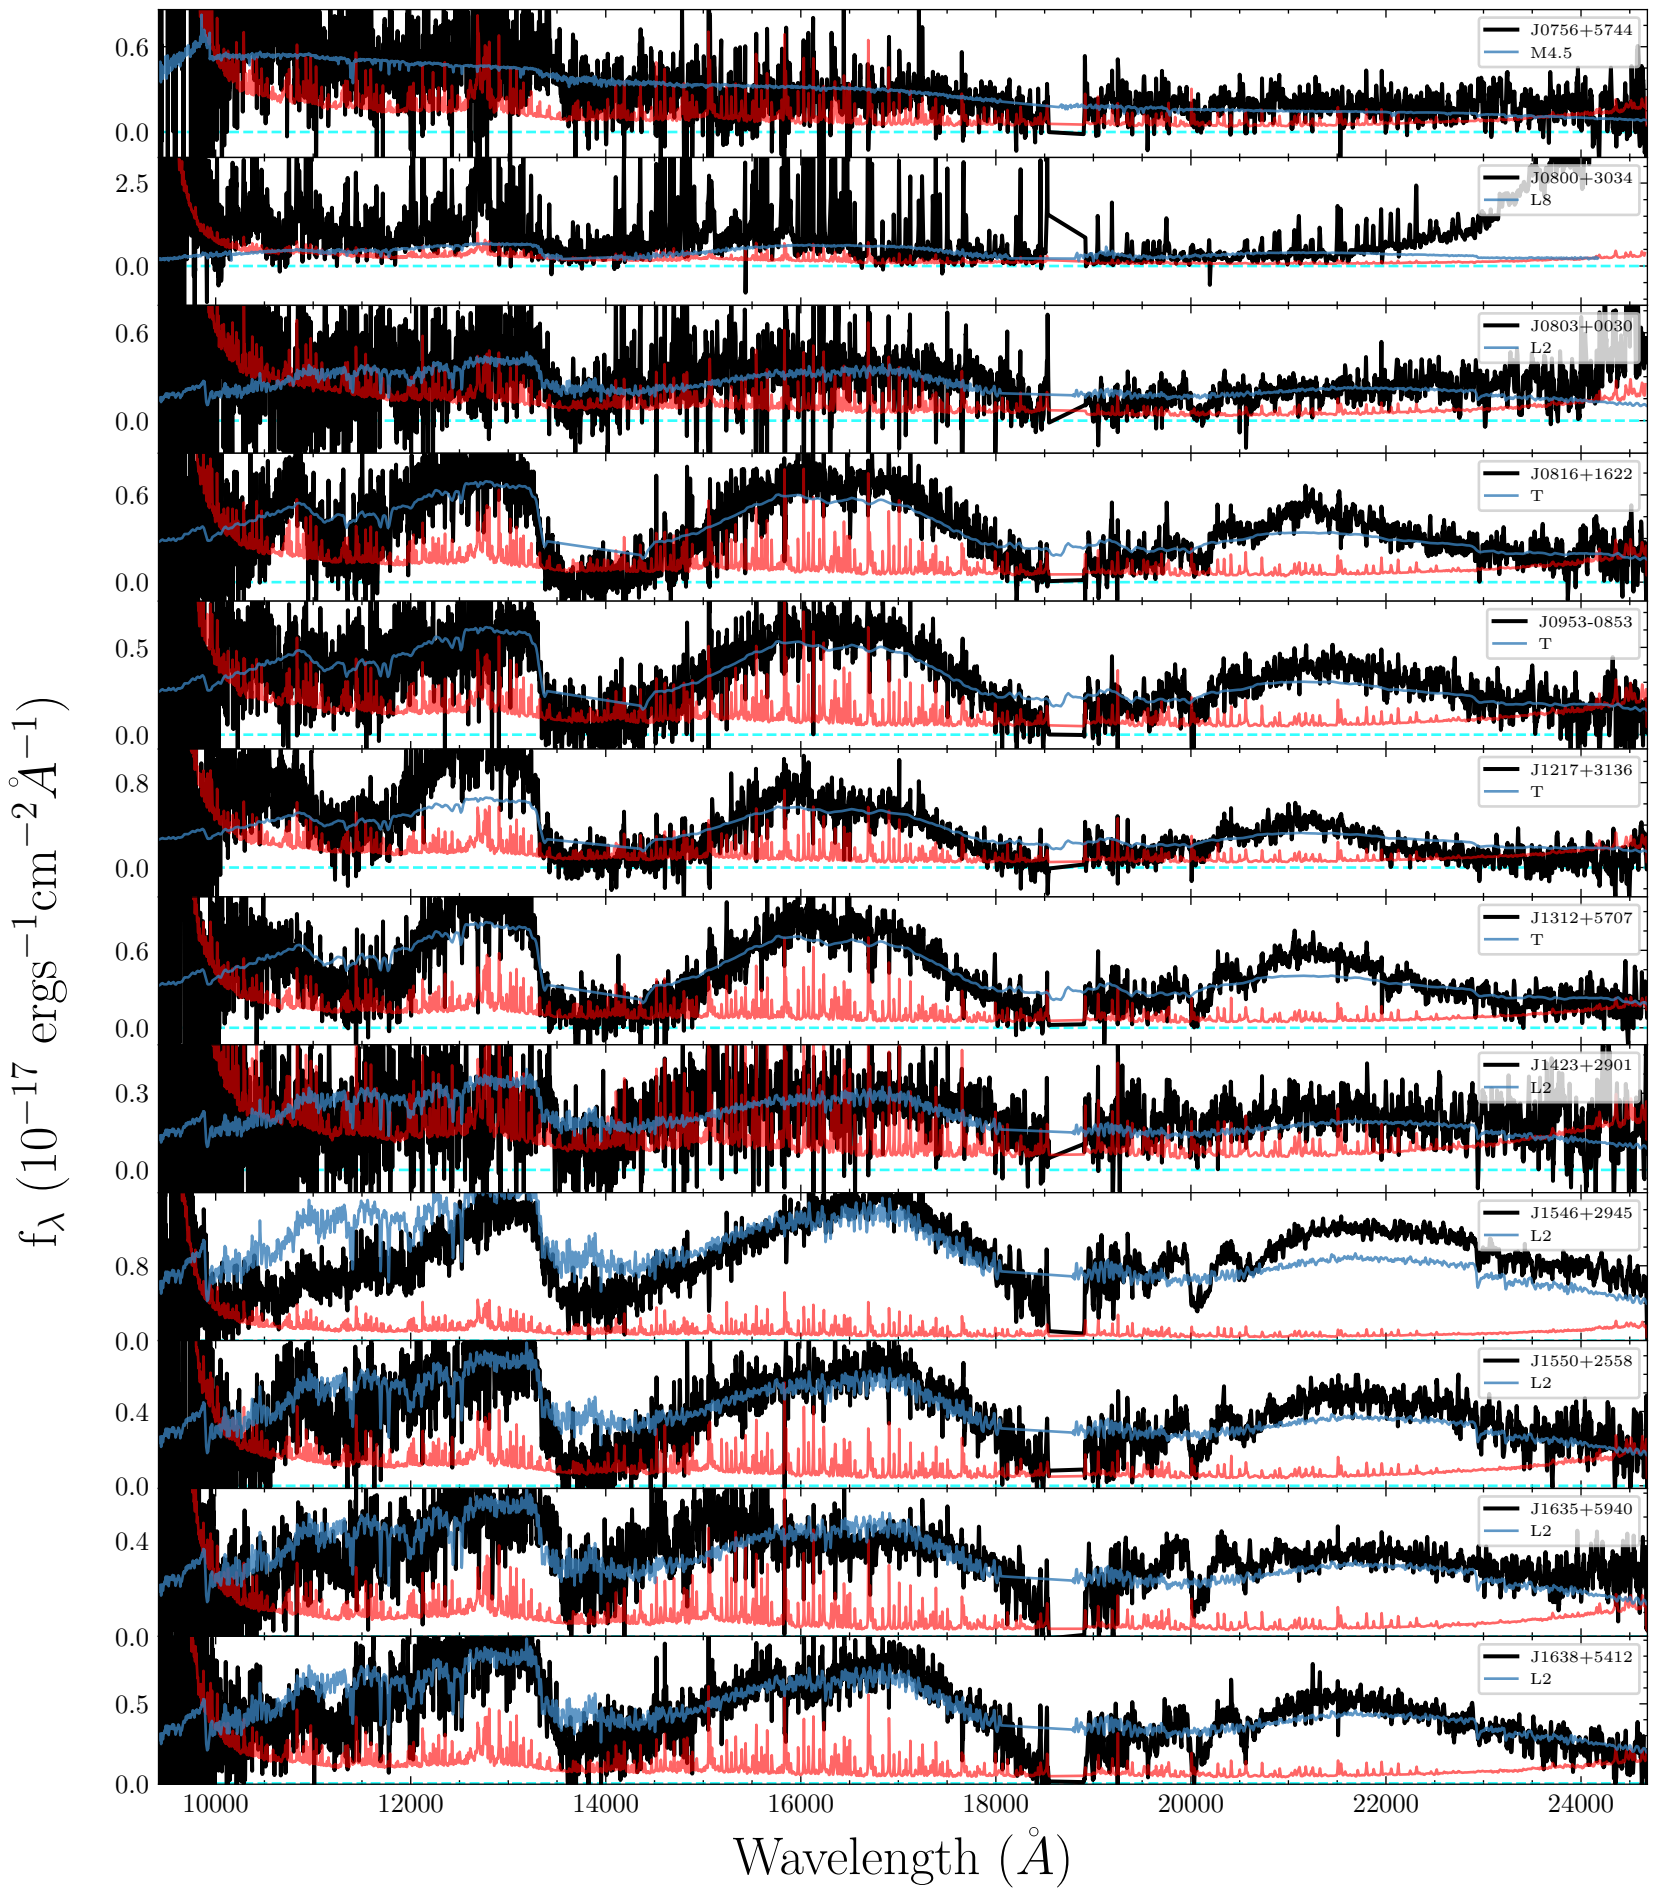 J0756+5744
M4.5
0.6
0.0
J0800+3034
L8
2.5
0.0
J0803+0030
L2
0.6
0.0
J0816+1622
T
0.6
0.0
J0953-0853
T
0.5
0.0
J1217+3136
T
0.8
0.0
J1312+5707
T
0.6
0.0
J1423+2901
L2
0.3
0.0
J1546+2945
L2
0.8
0.0
J1550+2558
L2
0.4
0.0
J1635+5940
L2
0.4
0.0
J1638+5412
L2
0.5
0.0
10000 12000 14000 16000 18000 20000 22000 24000
Wavelength (Å)
fλ (10⁻¹⁷ ergs⁻¹cm⁻²Å⁻¹)